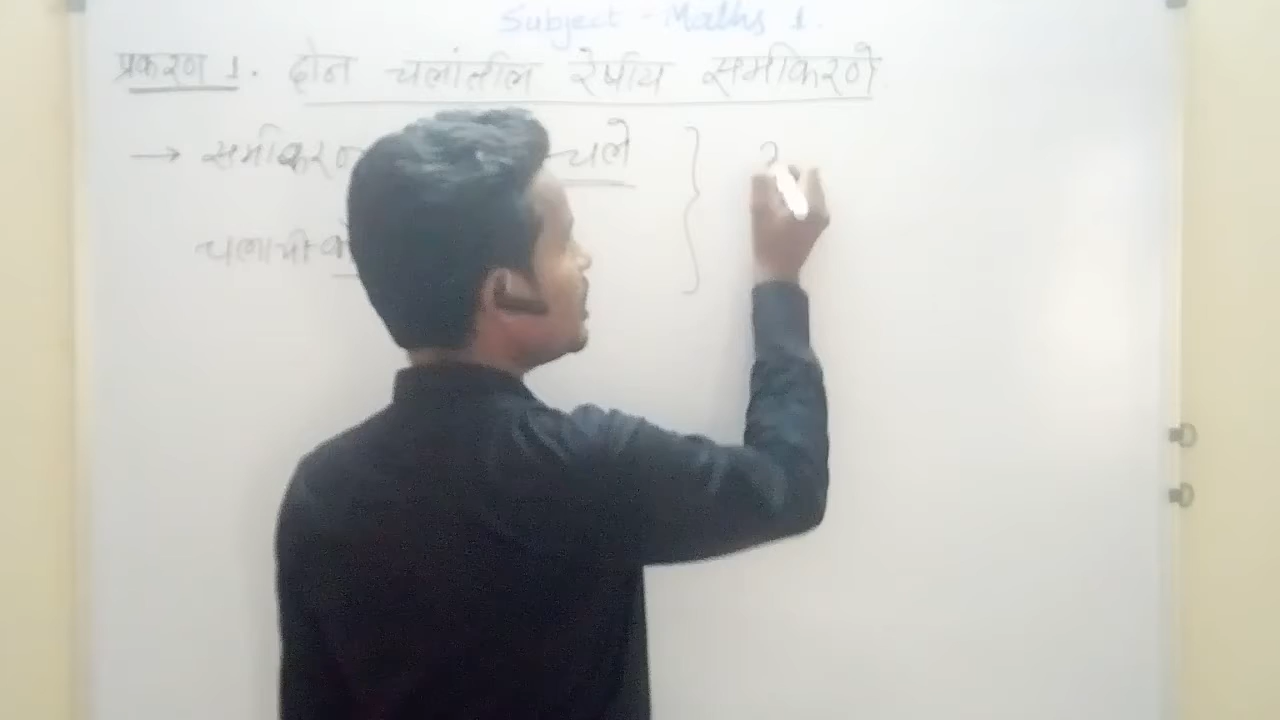 Subject - Maths 1.
प्रकरण 1. दोन चलांतील रेषीय समीकरणे
→ समीकरण चले }
चलाची